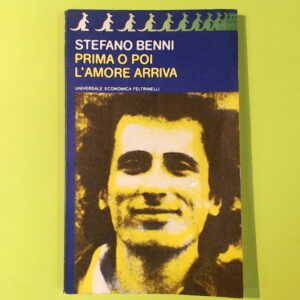 STEFANO BENNI
PRIMA O POI
L'AMORE ARRIVA
UNIVERSALE ECONOMICA FELTRINELLI